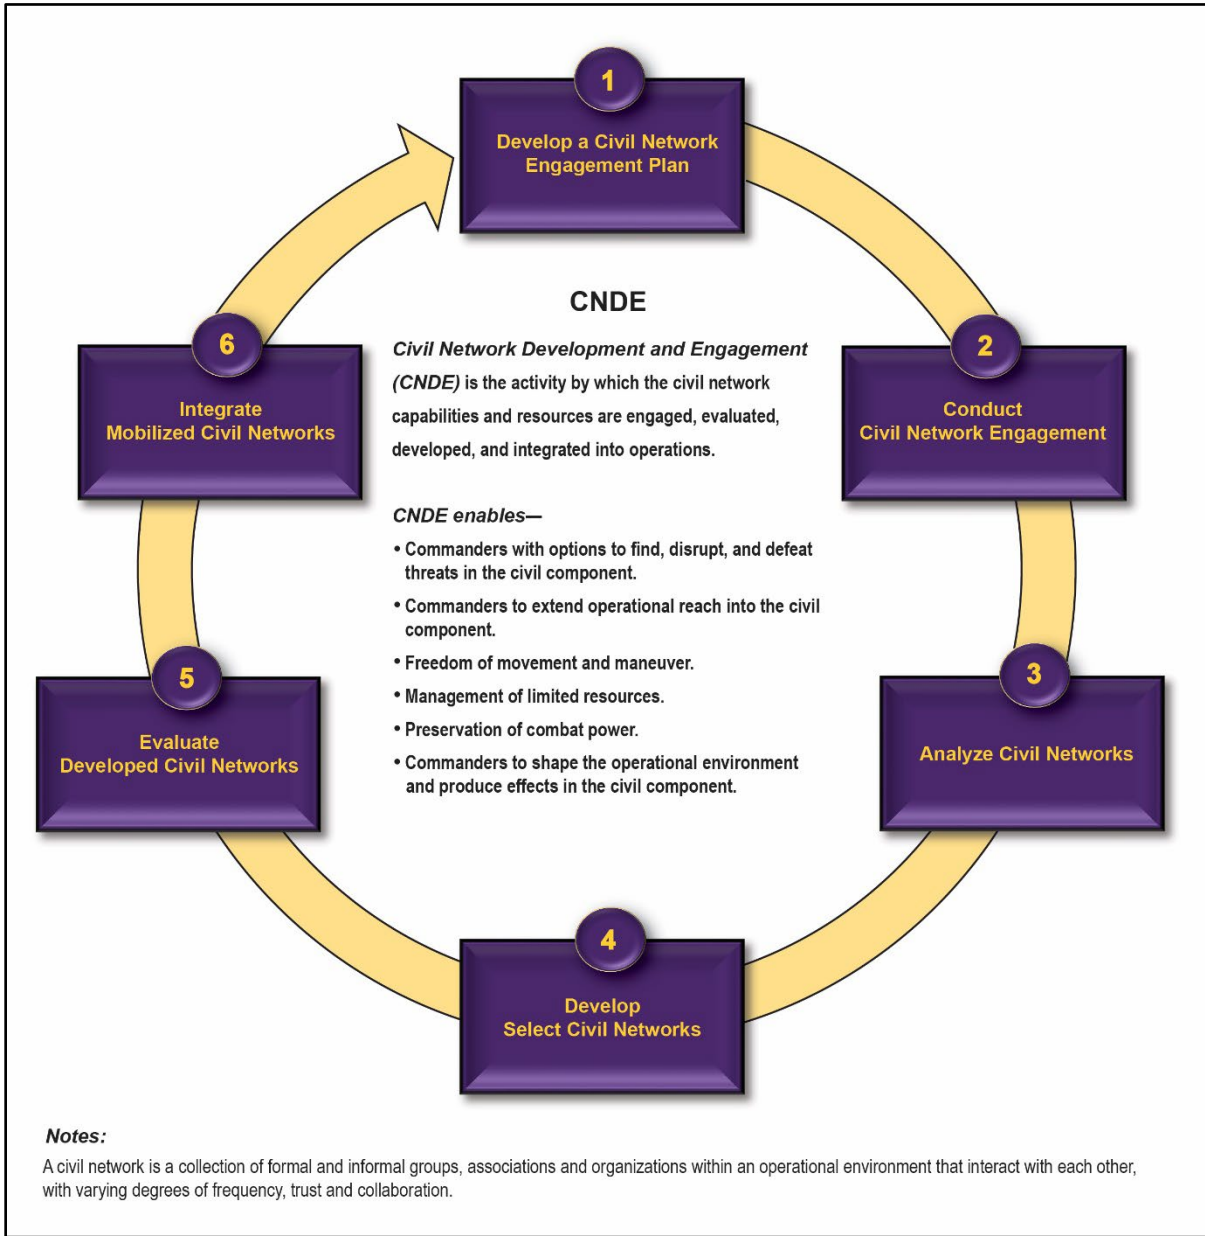 1
Develop a Civil Network
Engagement Plan
CNDE
Civil Network Development and Engagement
(CNDE) is the activity by which the civil network
capabilities and resources are engaged, evaluated,
developed, and integrated into operations.
CNDE enables—
• Commanders with options to find, disrupt, and defeat
threats in the civil component.
• Commanders to extend operational reach into the civil
component.
• Freedom of movement and maneuver.
• Management of limited resources.
• Preservation of combat power.
• Commanders to shape the operational environment
and produce effects in the civil component.
2
Conduct
Civil Network Engagement
3
Analyze Civil Networks
4
Develop
Select Civil Networks
5
Evaluate
Developed Civil Networks
6
Integrate
Mobilized Civil Networks
Notes:
A civil network is a collection of formal and informal groups, associations and organizations within an operational environment that interact with each other,
with varying degrees of frequency, trust and collaboration.